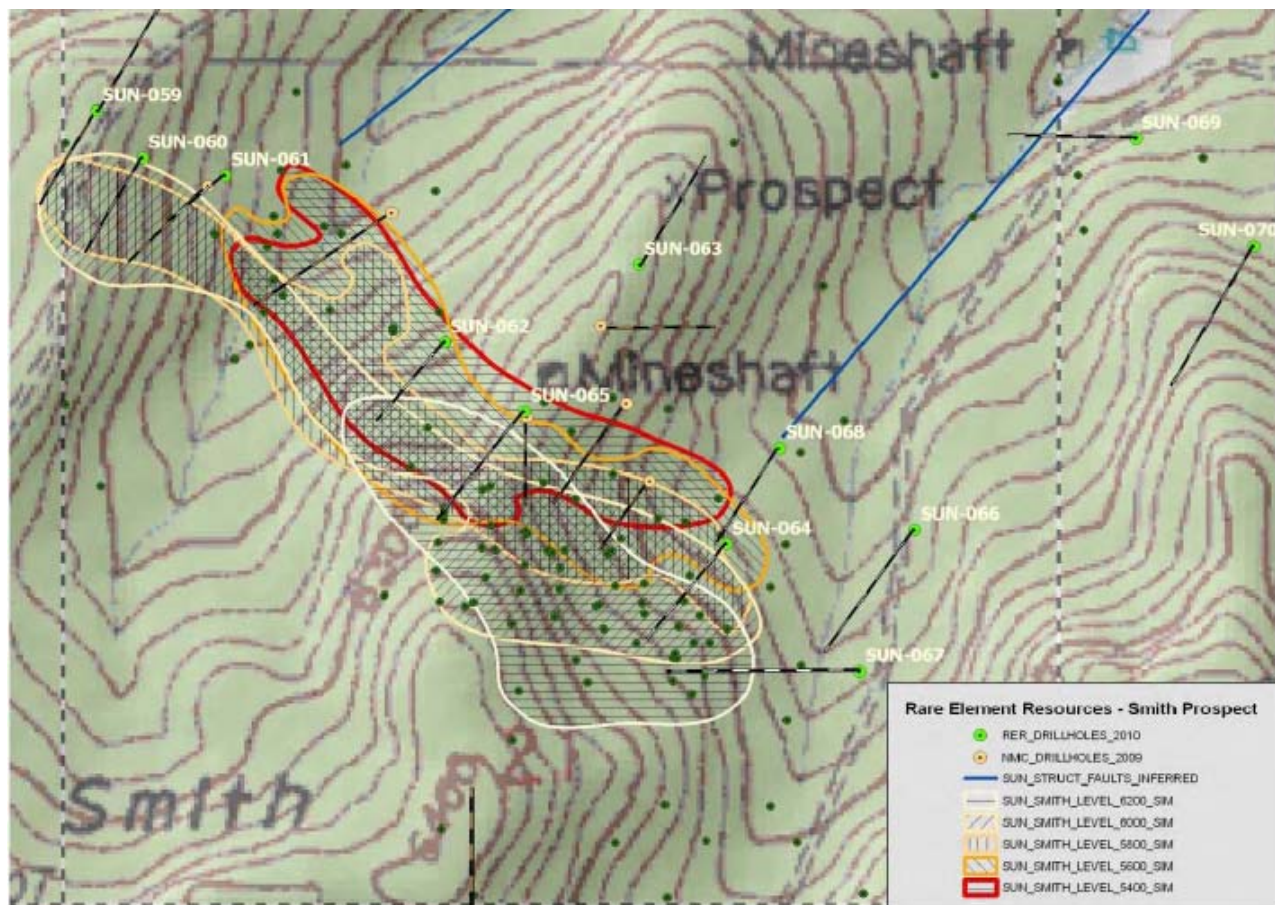 Mineshaft
SUN-059
SUN-069
SUN-060
SUN-061
Prospect
SUN-063
SUN-070
SUN-062
Mineshaft
SUN-065
SUN-068
SUN-066
SUN-064
SUN-067
Smith
Rare Element Resources - Smith Prospect
RER_DRILLHOLES_2010
NMC_DRILLHOLES_2009
SUN_STRUCT_FAULTS_INFERRED
SUN_SMITH_LEVEL_6200_SIM
SUN_SMITH_LEVEL_6000_SIM
SUN_SMITH_LEVEL_5800_SIM
SUN_SMITH_LEVEL_5600_SIM
SUN_SMITH_LEVEL_5400_SIM